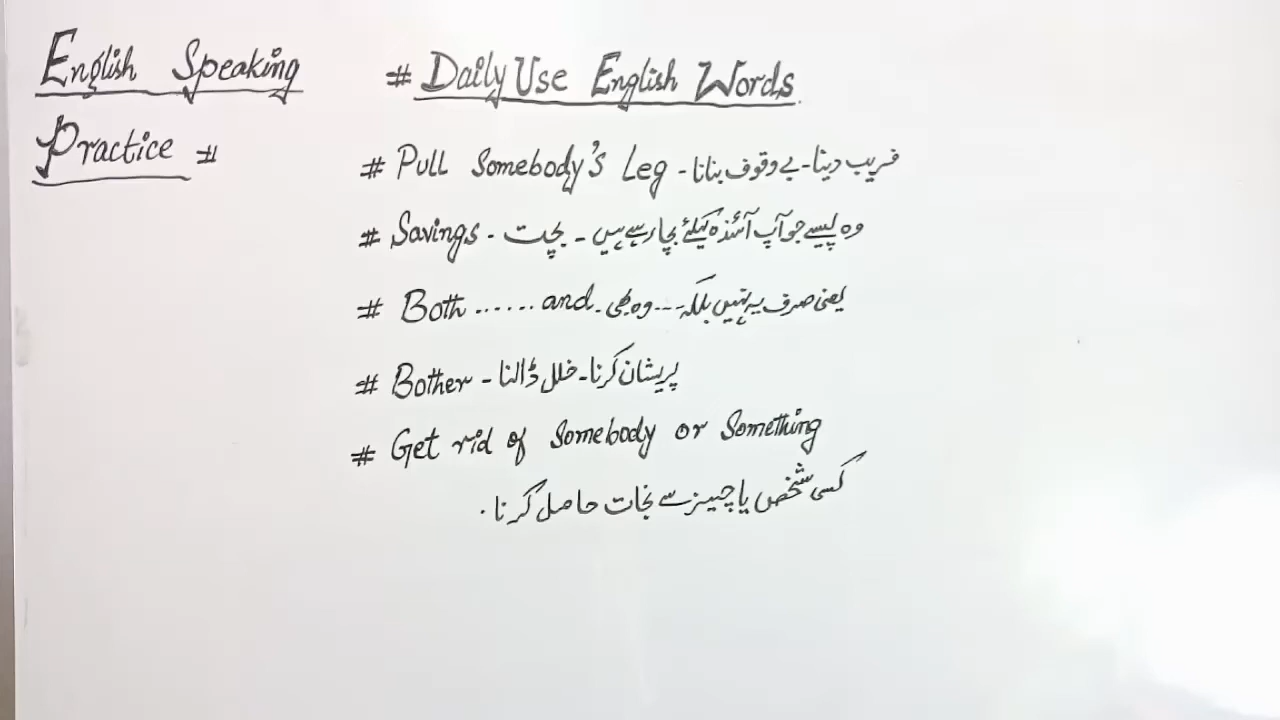 English Speaking
Practice #
# Daily Use English Words
# Pull Somebody's Leg - فریب دینا - بے وقوف بنانا
# Savings - وہ پیسے جو آپ آئندہ کیلئے بچا رہے ہیں - بچت
# Both ...... and - یعنی صرف یہ نہیں بلکہ --- وہ بھی
# Bother - پریشان کرنا - خلل ڈالنا
# Get rid of Somebody or Something
کسی شخص یا چیز سے نجات حاصل کرنا .